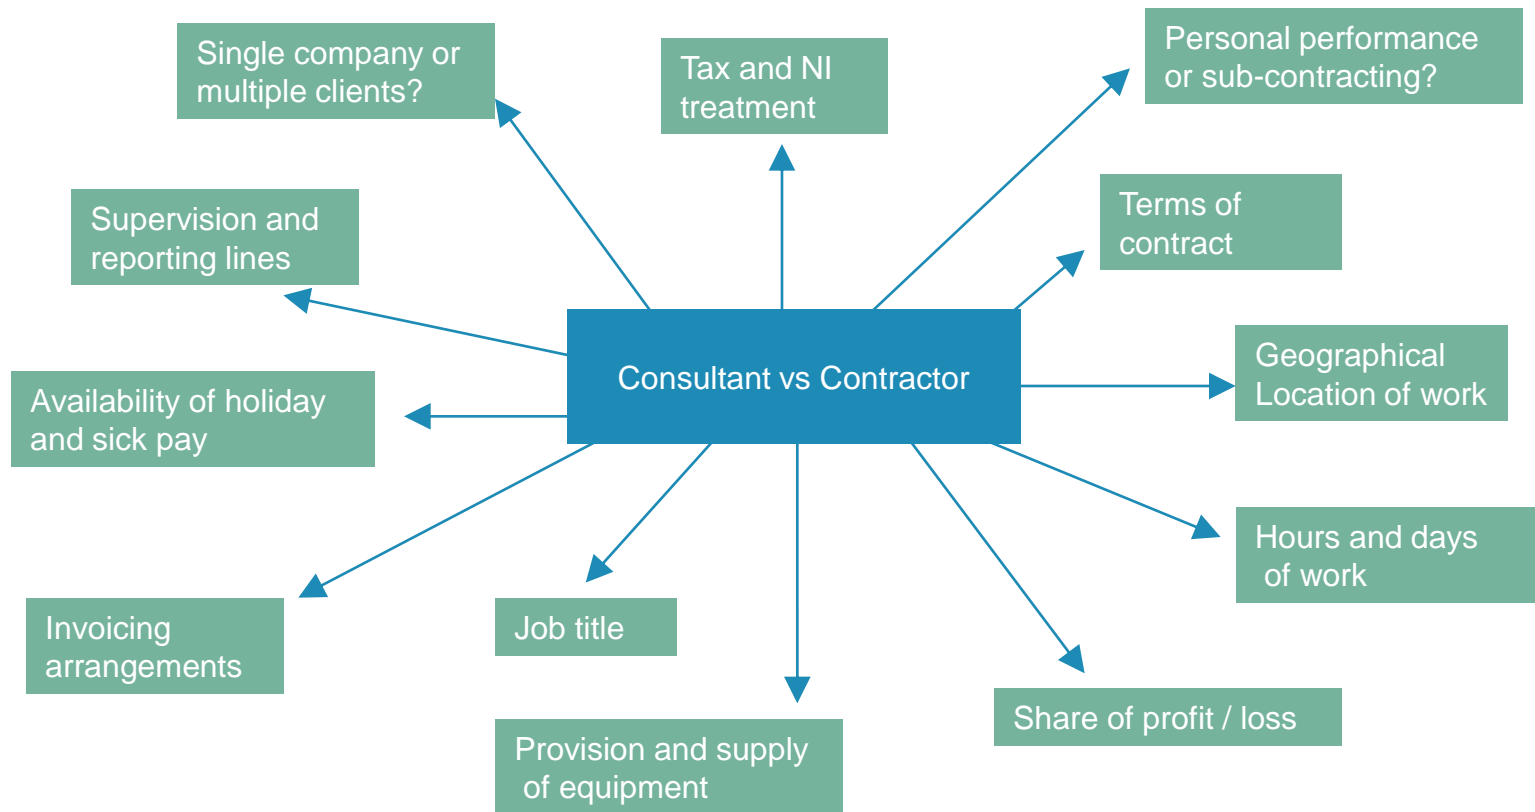 Single company or
multiple clients?
Tax and NI
treatment
Personal performance
or sub-contracting?
Supervision and
reporting lines
Terms of
contract
Consultant vs Contractor
Geographical
Location of work
Availability of holiday
and sick pay
Hours and days
of work
Invoicing
arrangements
Job title
Share of profit / loss
Provision and supply
of equipment